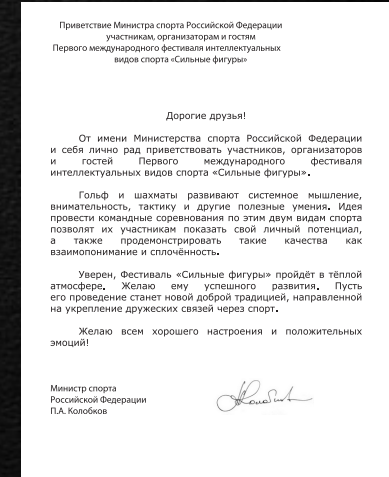 Приветствие Министра спорта Российской Федерации
участникам, организаторам и гостям
Первого международного фестиваля интеллектуальных
видов спорта «Сильные фигуры»
Дорогие друзья!
От имени Министерства спорта Российской Федерации
и себя лично рад приветствовать участников, организаторов
и гостей Первого международного фестиваля
интеллектуальных видов спорта «Сильные фигуры».
Гольф и шахматы развивают системное мышление,
внимательность, тактику и другие полезные умения. Идея
провести командные соревнования по этим двум видам спорта
позволят их участникам показать свой личный потенциал,
а также продемонстрировать такие качества как
взаимопонимание и сплочённость.
Уверен, Фестиваль «Сильные фигуры» пройдёт в тёплой
атмосфере. Желаю ему успешного развития. Пусть
его проведение станет новой доброй традицией, направленной
на укрепление дружеских связей через спорт.
Желаю всем хорошего настроения и положительных
эмоций!
Министр спорта
Российской Федерации
П.А. Колобков